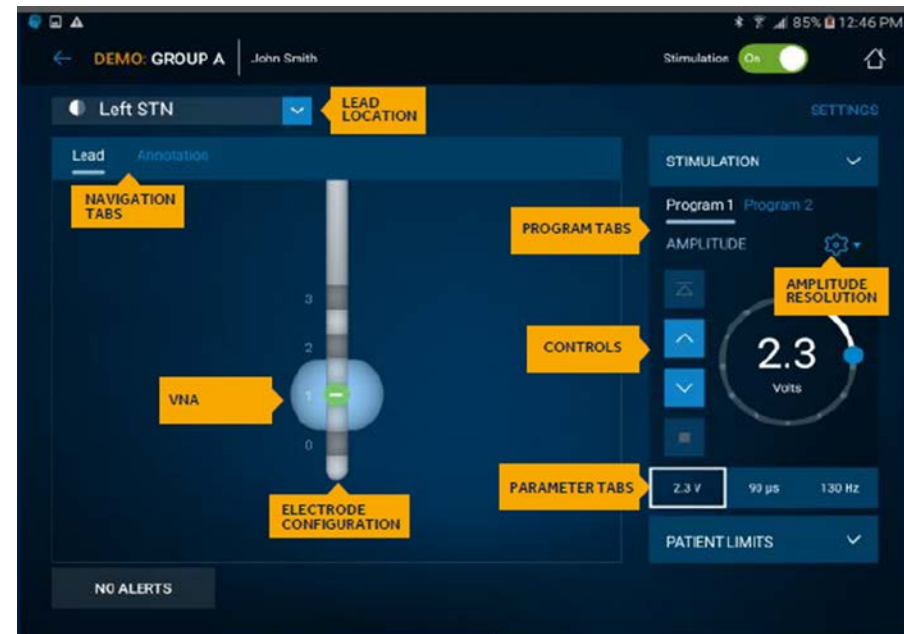 85% 12:46 PM
DEMO: GROUP A
John Smith
Stimulation
On
Left STN
LEAD
LOCATION
SETTINGS
Lead
Annotation
NAVIGATION
TABS
STIMULATION
Program 1
Program 2
PROGRAM TABS
AMPLITUDE
AMPLITUDE
RESOLUTION
3
2
1
0
CONTROLS
2.3
Volts
VNA
ELECTRODE
CONFIGURATION
PARAMETER TABS
2.3 V
90 µs
130 Hz
PATIENT LIMITS
NO ALERTS